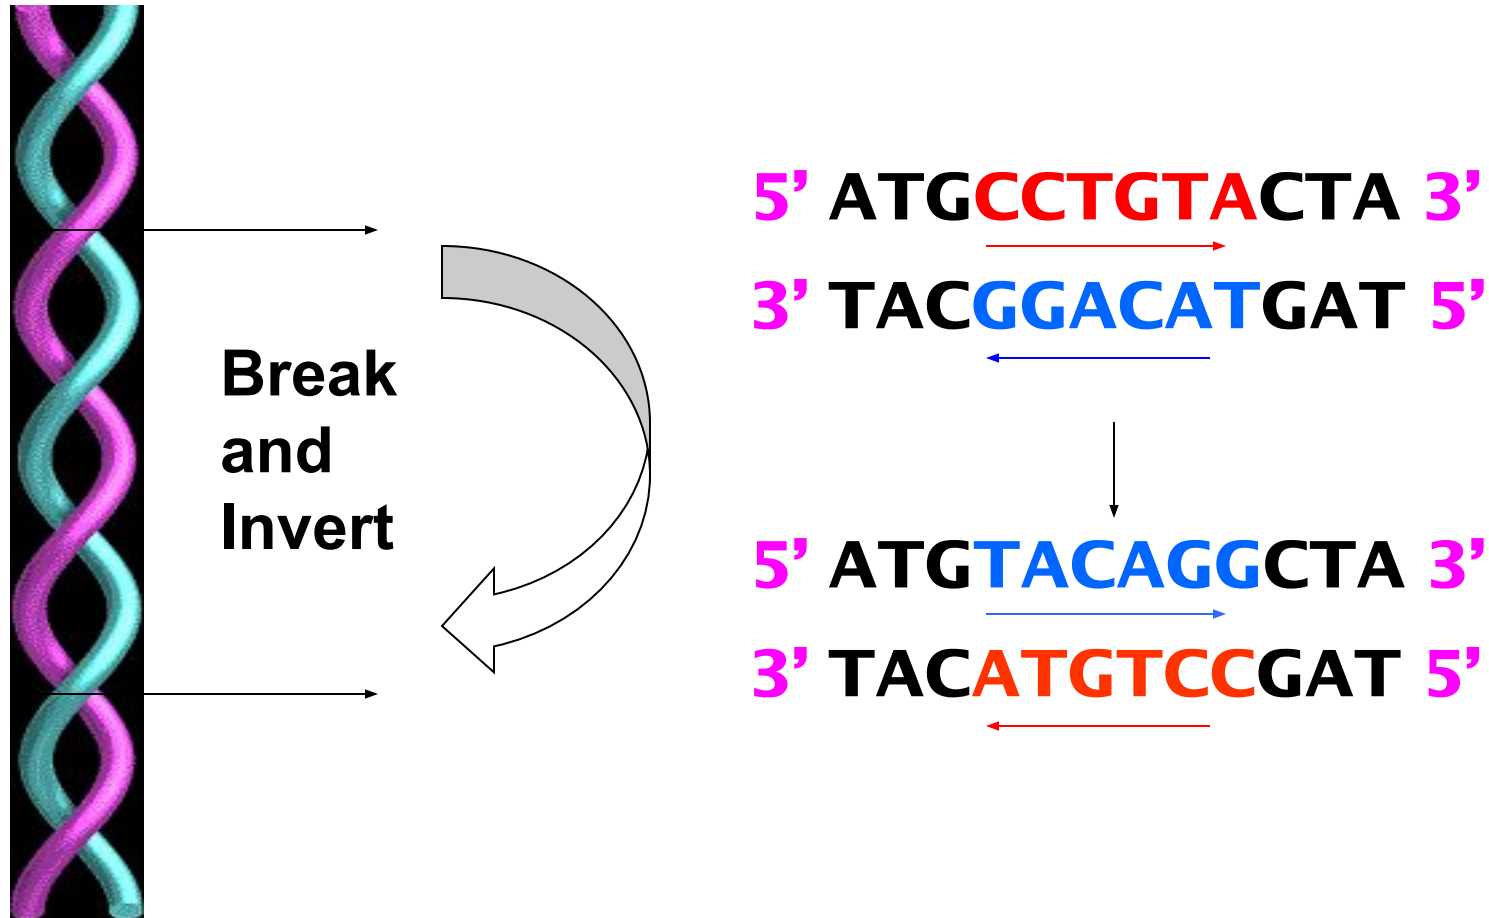 Break
and
Invert
5’ ATGCCTGTACTA 3’
3’ TACGGACATGAT 5’
5’ ATGTACAGGCTA 3’
3’ TACATGTCCGAT 5’